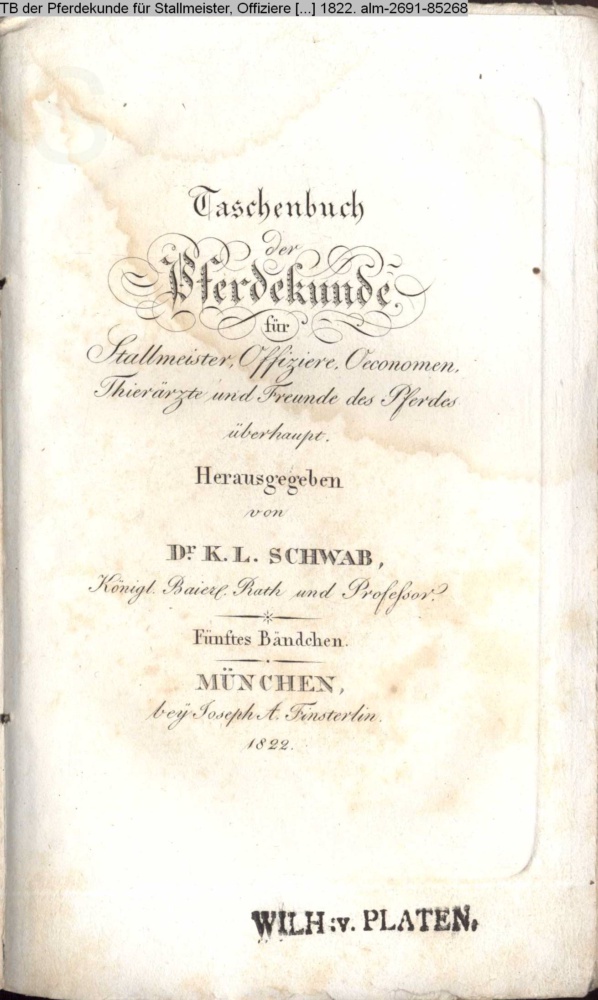 TB der Pferdekunde für Stallmeister, Offiziere [...] 1822. alm-2691-85268
Taschenbuch
der
Pferdekunde
für
Stallmeister, Offiziere, Oeconomen,
Thierärzte und Freunde des Pferdes
überhaupt.
Herausgegeben
von
Dr K. L. SCHWAB,
Königl. Baierl. Rath und Profeſsor.
Fünftes Bändchen.
MÜNCHEN,
beÿ Joseph A. Finsterlin.
1822.
WILH: v. PLATEN.